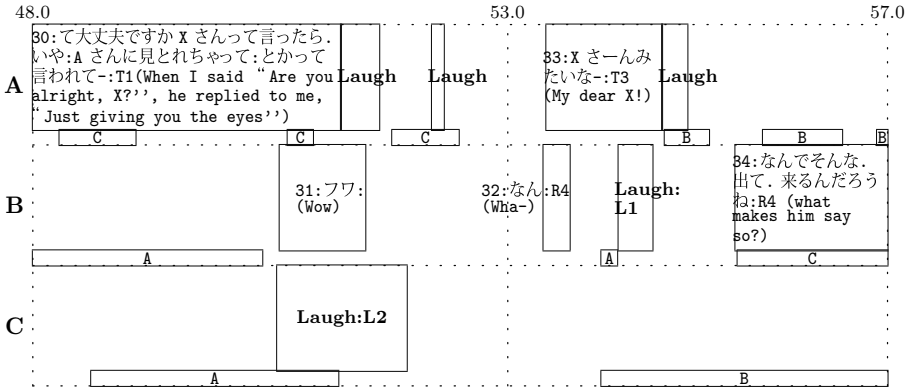 48.0 53.0 57.0
30:て大丈夫ですか X さんって言ったら.
いや:A さんに見とれちゃって:とかって
言われて-:T1(When I said “Are you
alright, X?’’, he replied to me,
“Just giving you the eyes’’)
Laugh
Laugh
33:X さーんみ
たいな-:T3
(My dear X!)
Laugh
A
C C C B B B
31:フワ:
(Wow)
32:なん:R4
(Wha-)
Laugh:
L1
34:なんでそんな.
出て. 来るんだろう
ね:R4 (what
makes him say
so?)
B
A A C
Laugh:L2
C
A B